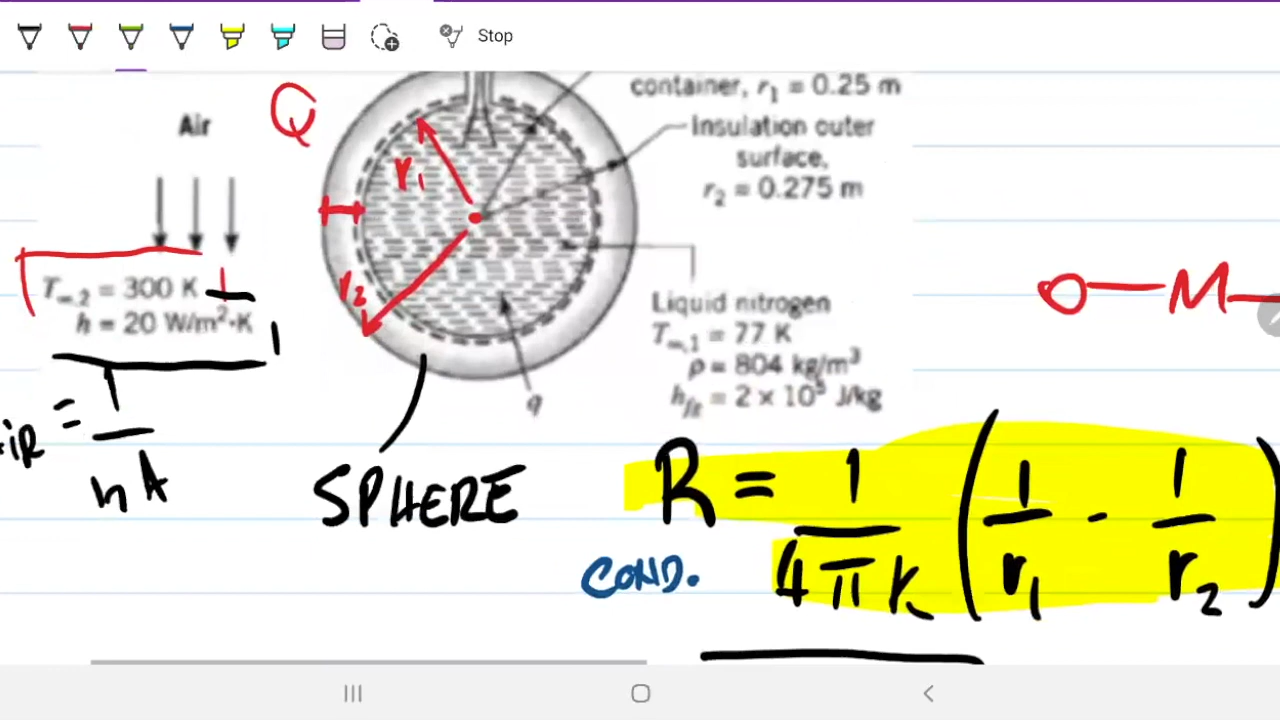 Stop
container, r₁ = 0.25 m
Insulation outer
surface,
r₂ = 0.275 m
Q
Air
r₁
r₂
T∞,2 = 300 K
h = 20 W/m²·K
Liquid nitrogen
T∞,1 = 77 K
ρ = 804 kg/m³
hfg = 2 × 10⁵ J/kg
q
O—M—
AIR = 1/hA
SPHERE
R = 1/4πk (1/r₁ - 1/r₂)
COND.